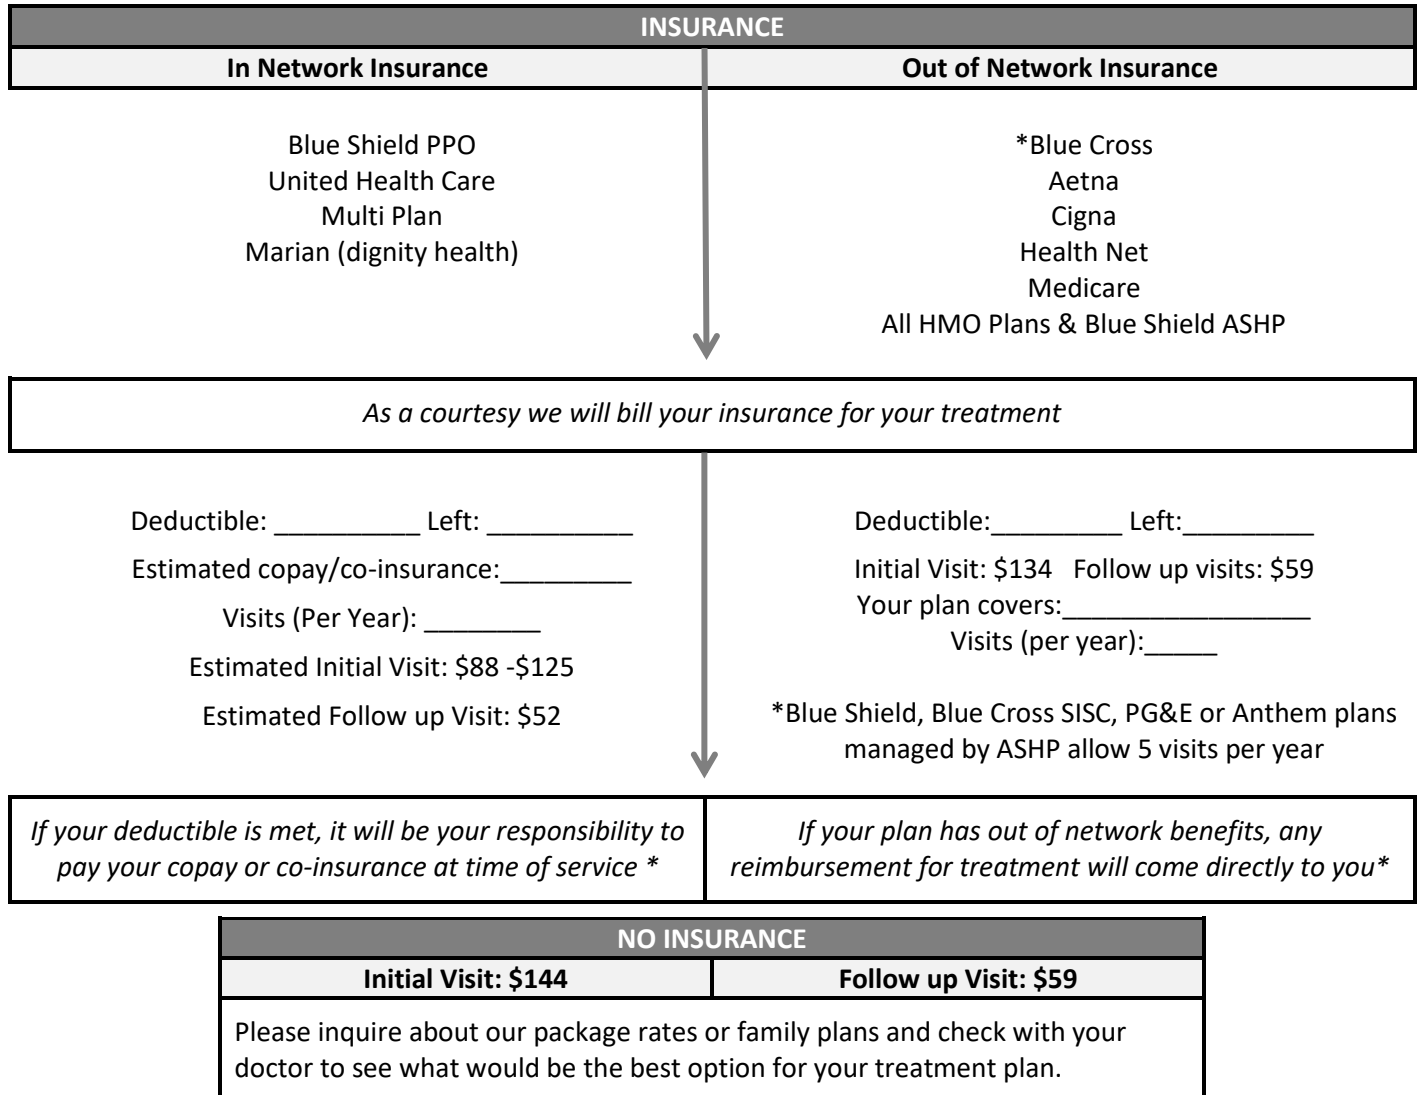 INSURANCE
In Network Insurance
Out of Network Insurance
Blue Shield PPO
United Health Care
Multi Plan
Marian (dignity health)
*Blue Cross
Aetna
Cigna
Health Net
Medicare
All HMO Plans & Blue Shield ASHP
As a courtesy we will bill your insurance for your treatment
Deductible: __________ Left: __________
Estimated copay/co-insurance:_________
Visits (Per Year): ________
Estimated Initial Visit: $88 -$125
Estimated Follow up Visit: $52
Deductible:_________ Left:_________
Initial Visit: $134 Follow up visits: $59
Your plan covers:_________________
Visits (per year):_____
*Blue Shield, Blue Cross SISC, PG&E or Anthem plans
managed by ASHP allow 5 visits per year
If your deductible is met, it will be your responsibility to
pay your copay or co-insurance at time of service *
If your plan has out of network benefits, any
reimbursement for treatment will come directly to you*
NO INSURANCE
Initial Visit: $144
Follow up Visit: $59
Please inquire about our package rates or family plans and check with your
doctor to see what would be the best option for your treatment plan.